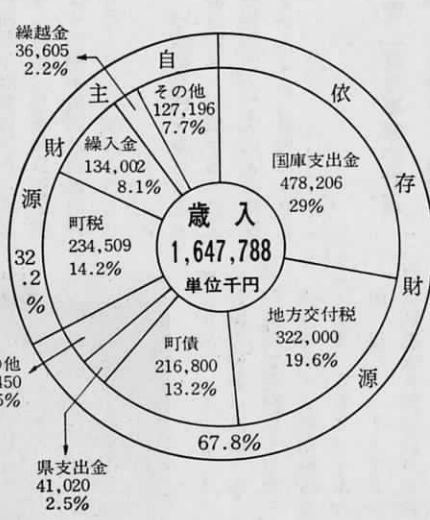 繰越金
36,605
2.2%
自主財源
32.2%
その他
127,196
7.7%
繰入金
134,002
8.1%
町税
234,509
14.2%
歳入
1,647,788
単位千円
依存財源
67.8%
国庫支出金
478,206
29%
地方交付税
322,000
19.6%
町債
216,800
13.2%
県支出金
41,020
2.5%
の他
450
5%